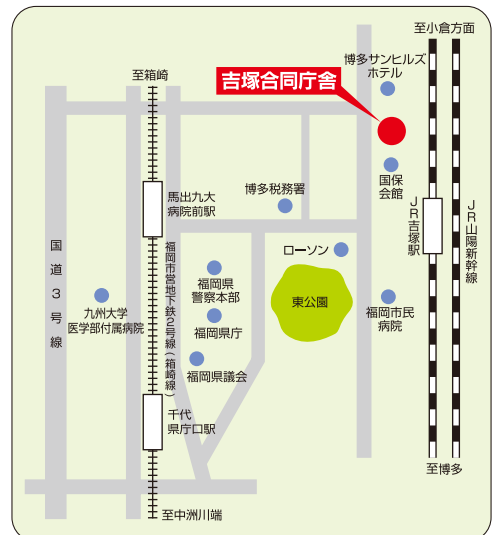 至小倉方面
博多サンヒルズ
ホテル
至箱崎
吉塚合同庁舎
国保
会館
馬出九大
病院前駅
博多税務署
JR吉塚駅
JR山陽新幹線
国道3号線
福岡市営地下鉄2号線(箱崎線)
ローソン
福岡県
警察本部
東公園
九州大学
医学部付属病院
福岡県庁
福岡市民
病院
福岡県議会
千代
県庁口駅
至博多
至中洲川端